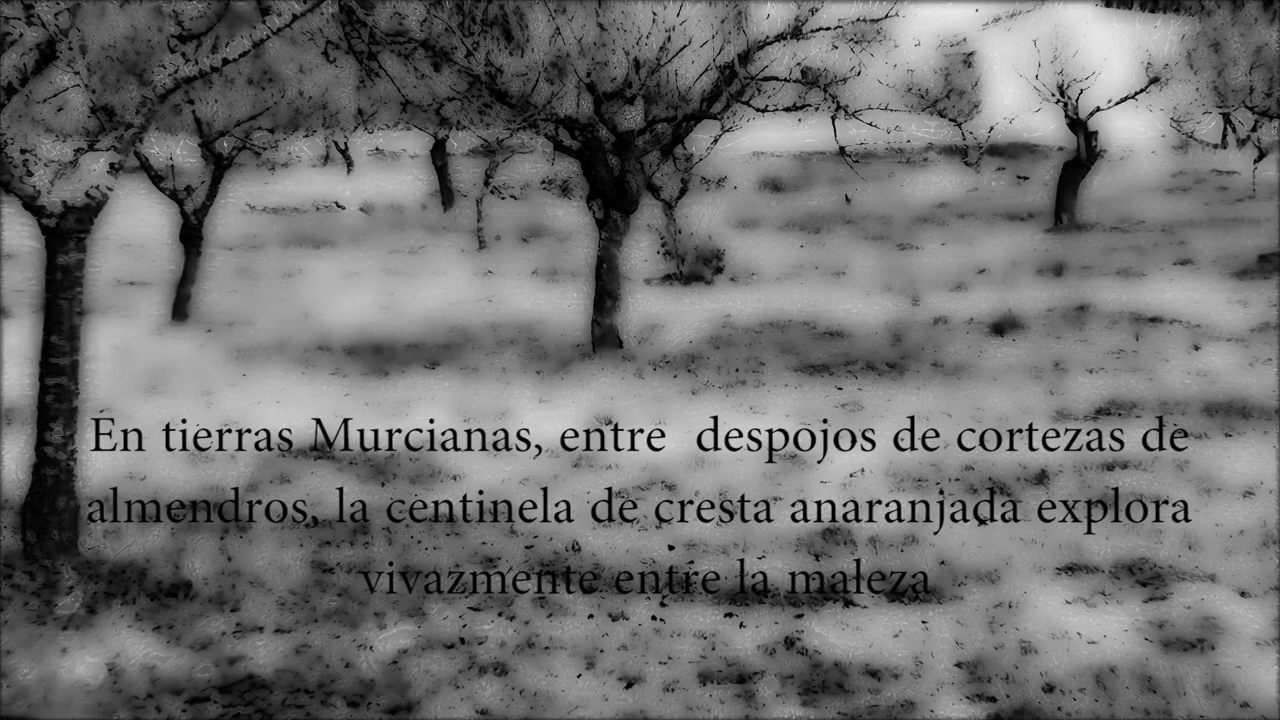 En tierras Murcianas, entre  despojos de cortezas de
almendros, la centinela de cresta anaranjada explora
vivazmente entre la maleza